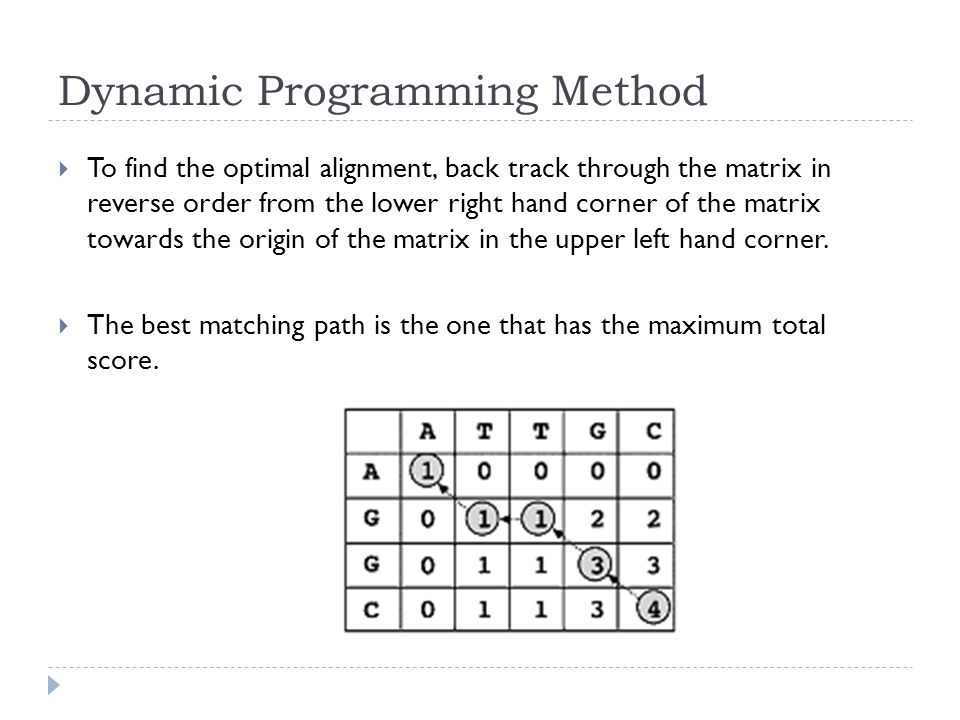 Dynamic Programming Method
To find the optimal alignment, back track through the matrix in
reverse order from the lower right hand corner of the matrix
towards the origin of the matrix in the upper left hand corner.
The best matching path is the one that has the maximum total
score.
A T T G C
A 1 0 0 0 0
G 0 1 1 2 2
G 0 1 1 3 3
C 0 1 1 3 4